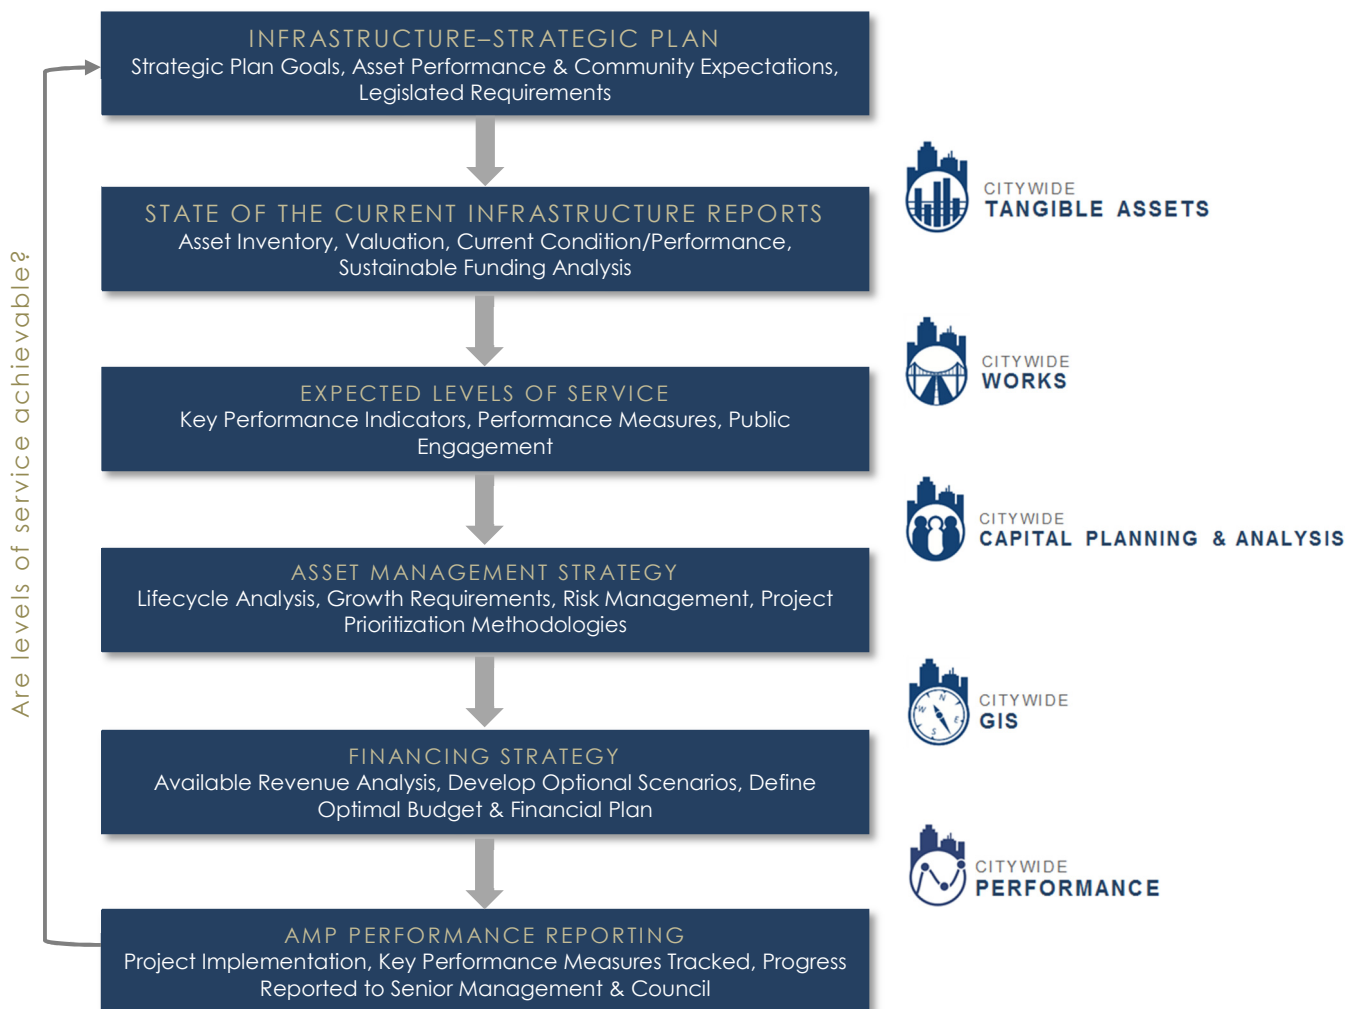 INFRASTRUCTURE–STRATEGIC PLAN
Strategic Plan Goals, Asset Performance & Community Expectations,
Legislated Requirements
STATE OF THE CURRENT INFRASTRUCTURE REPORTS
Asset Inventory, Valuation, Current Condition/Performance,
Sustainable Funding Analysis
EXPECTED LEVELS OF SERVICE
Key Performance Indicators, Performance Measures, Public
Engagement
ASSET MANAGEMENT STRATEGY
Lifecycle Analysis, Growth Requirements, Risk Management, Project
Prioritization Methodologies
FINANCING STRATEGY
Available Revenue Analysis, Develop Optional Scenarios, Define
Optimal Budget & Financial Plan
AMP PERFORMANCE REPORTING
Project Implementation, Key Performance Measures Tracked, Progress
Reported to Senior Management & Council
Are levels of service achievable?
CITYWIDE
TANGIBLE ASSETS
CITYWIDE
WORKS
CITYWIDE
CAPITAL PLANNING & ANALYSIS
N
W
E
S
CITYWIDE
GIS
CITYWIDE
PERFORMANCE